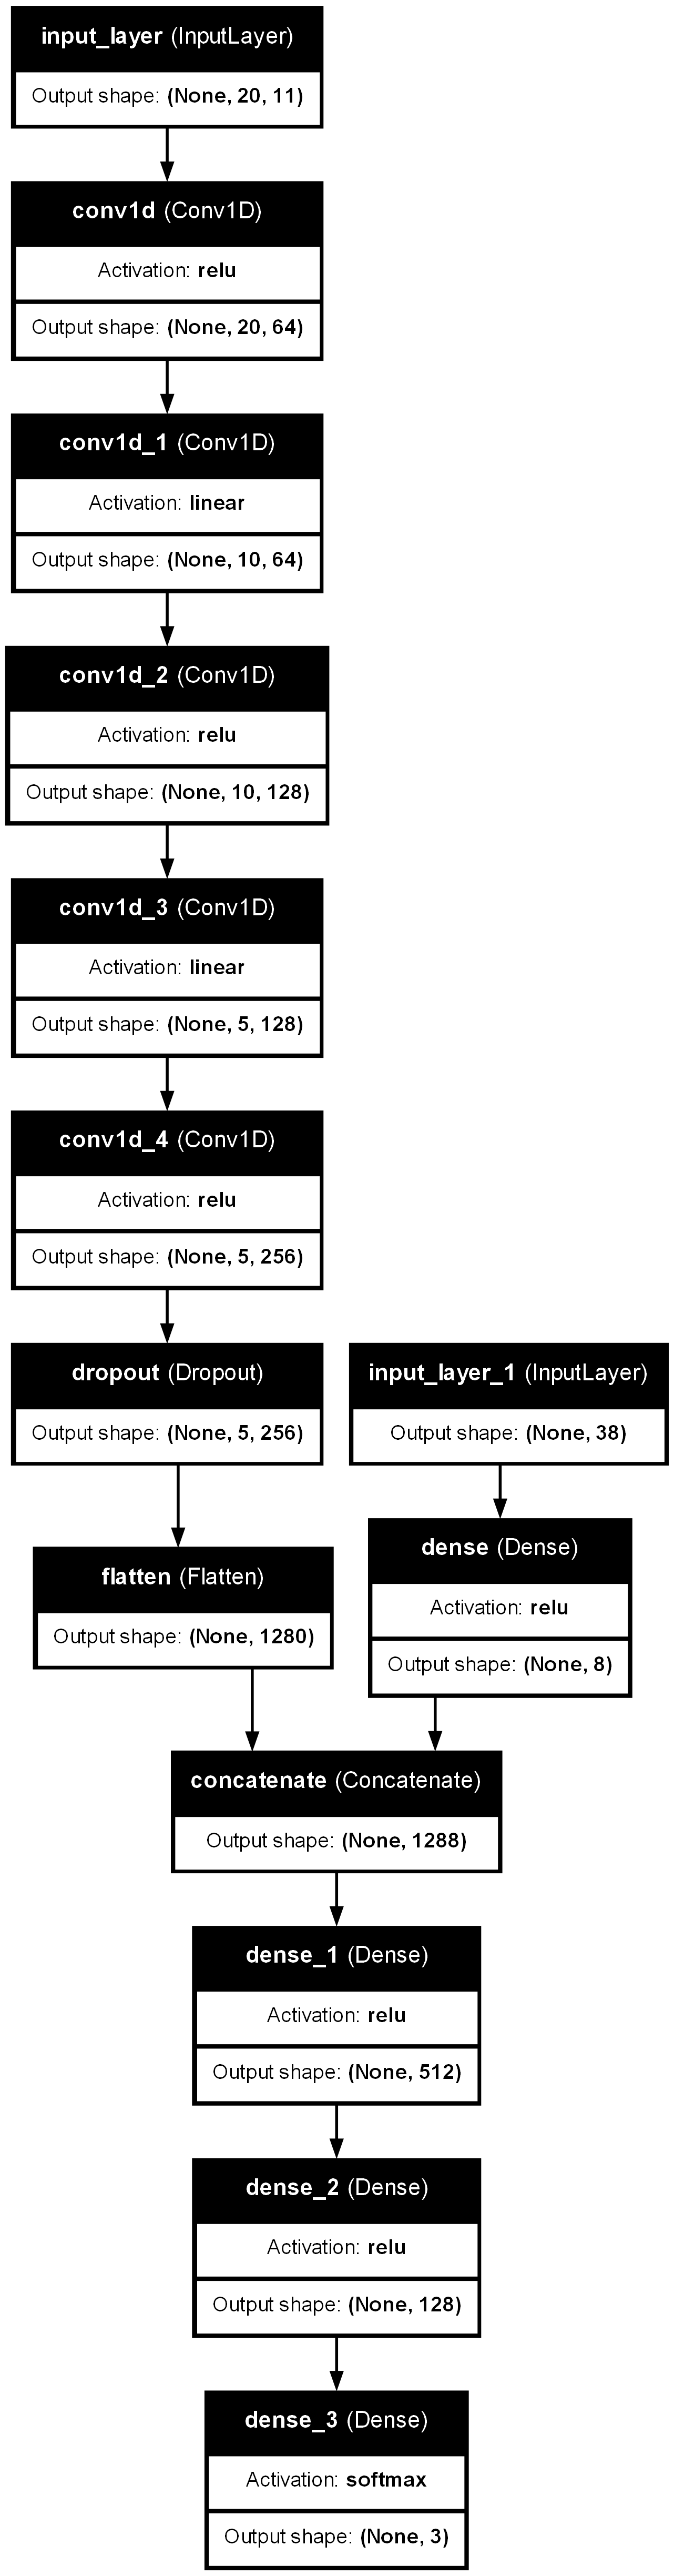 input_layer (InputLayer)
Output shape: (None, 20, 11)
conv1d (Conv1D)
Activation: relu
Output shape: (None, 20, 64)
conv1d_1 (Conv1D)
Activation: linear
Output shape: (None, 10, 64)
conv1d_2 (Conv1D)
Activation: relu
Output shape: (None, 10, 128)
conv1d_3 (Conv1D)
Activation: linear
Output shape: (None, 5, 128)
conv1d_4 (Conv1D)
Activation: relu
Output shape: (None, 5, 256)
dropout (Dropout)
Output shape: (None, 5, 256)
input_layer_1 (InputLayer)
Output shape: (None, 38)
flatten (Flatten)
Output shape: (None, 1280)
dense (Dense)
Activation: relu
Output shape: (None, 8)
concatenate (Concatenate)
Output shape: (None, 1288)
dense_1 (Dense)
Activation: relu
Output shape: (None, 512)
dense_2 (Dense)
Activation: relu
Output shape: (None, 128)
dense_3 (Dense)
Activation: softmax
Output shape: (None, 3)